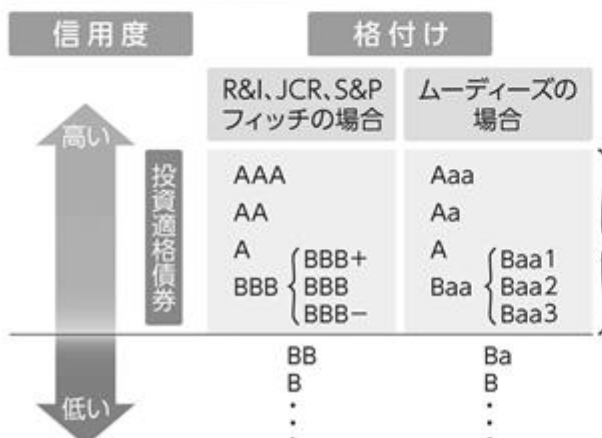 信用度
格付け
R&I、JCR、S&P
フィッチの場合
ムーディーズの
場合
高い
投資適格債券
AAA
Aaa
AA
Aa
A
A
BBB
BBB+
BBB
BBB−
Baa
Baa1
Baa2
Baa3
BB
Ba
B
B
・
・
・
・
低い